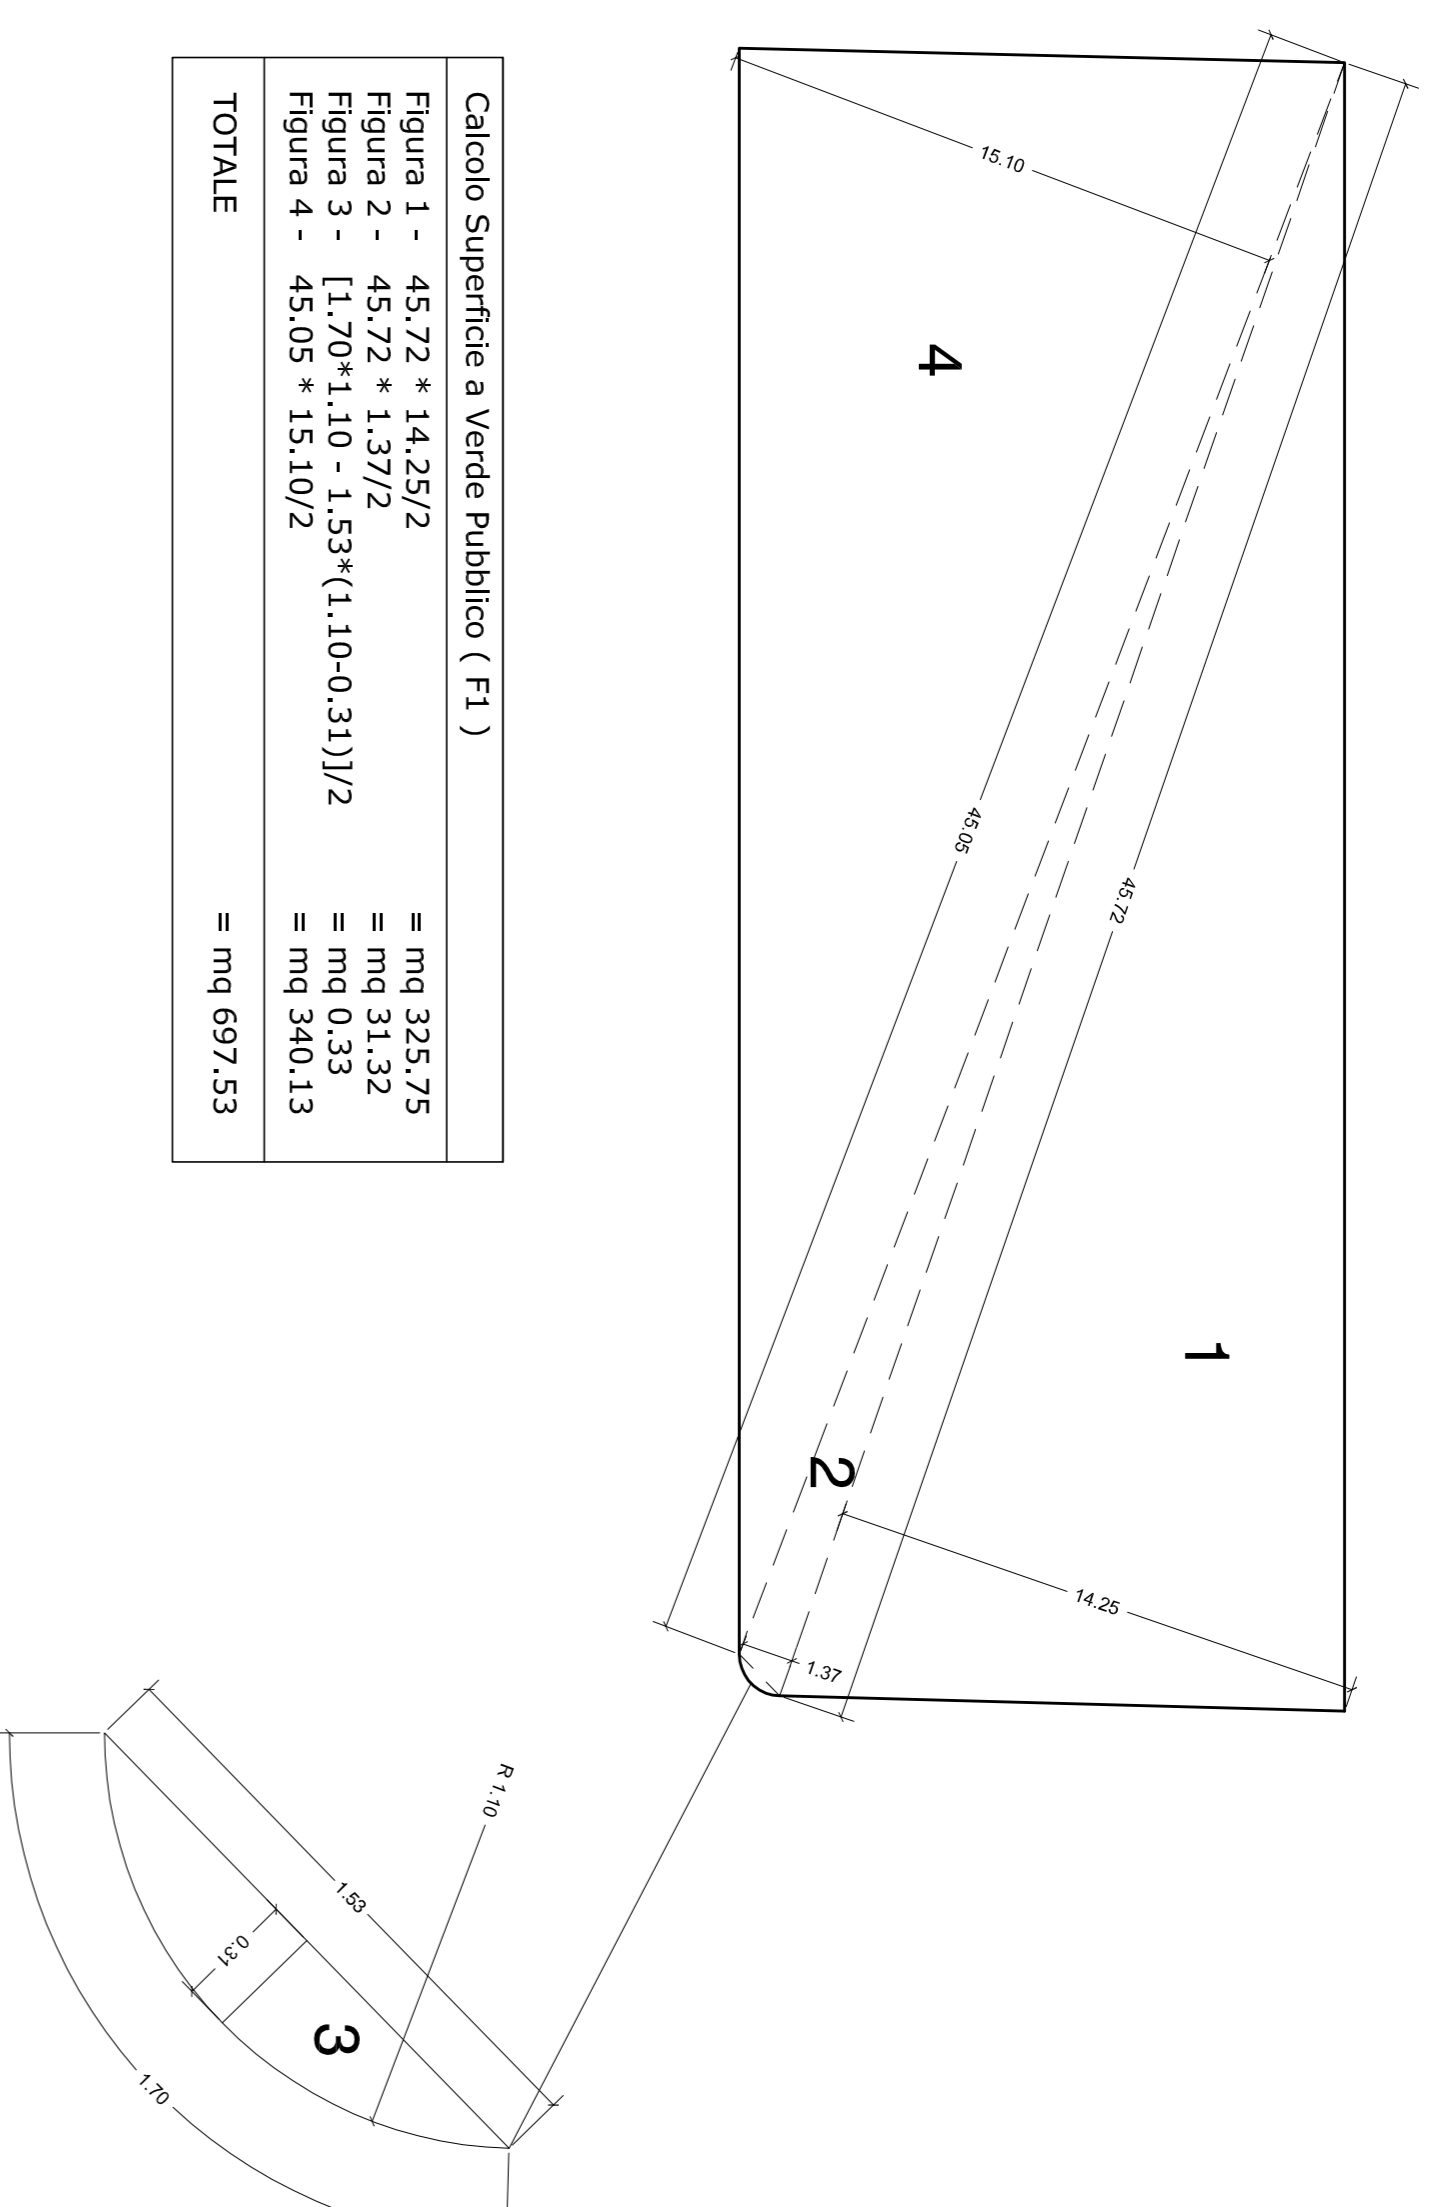 Calcolo Superficie a Verde Pubblico ( F1 )
Figura 1 - 45.72 * 14.25/2 = mq 325.75
Figura 2 - 45.72 * 1.37/2 = mq 31.32
Figura 3 - [1.70*1.10 - 1.53*(1.10-0.31)]/2 = mq 0.33
Figura 4 - 45.05 * 15.10/2 = mq 340.13
TOTALE = mq 697.53
15.10
4
45.05
45.72
1
2
14.25
1.37
R 1.10
1.53
0.31
3
1.70